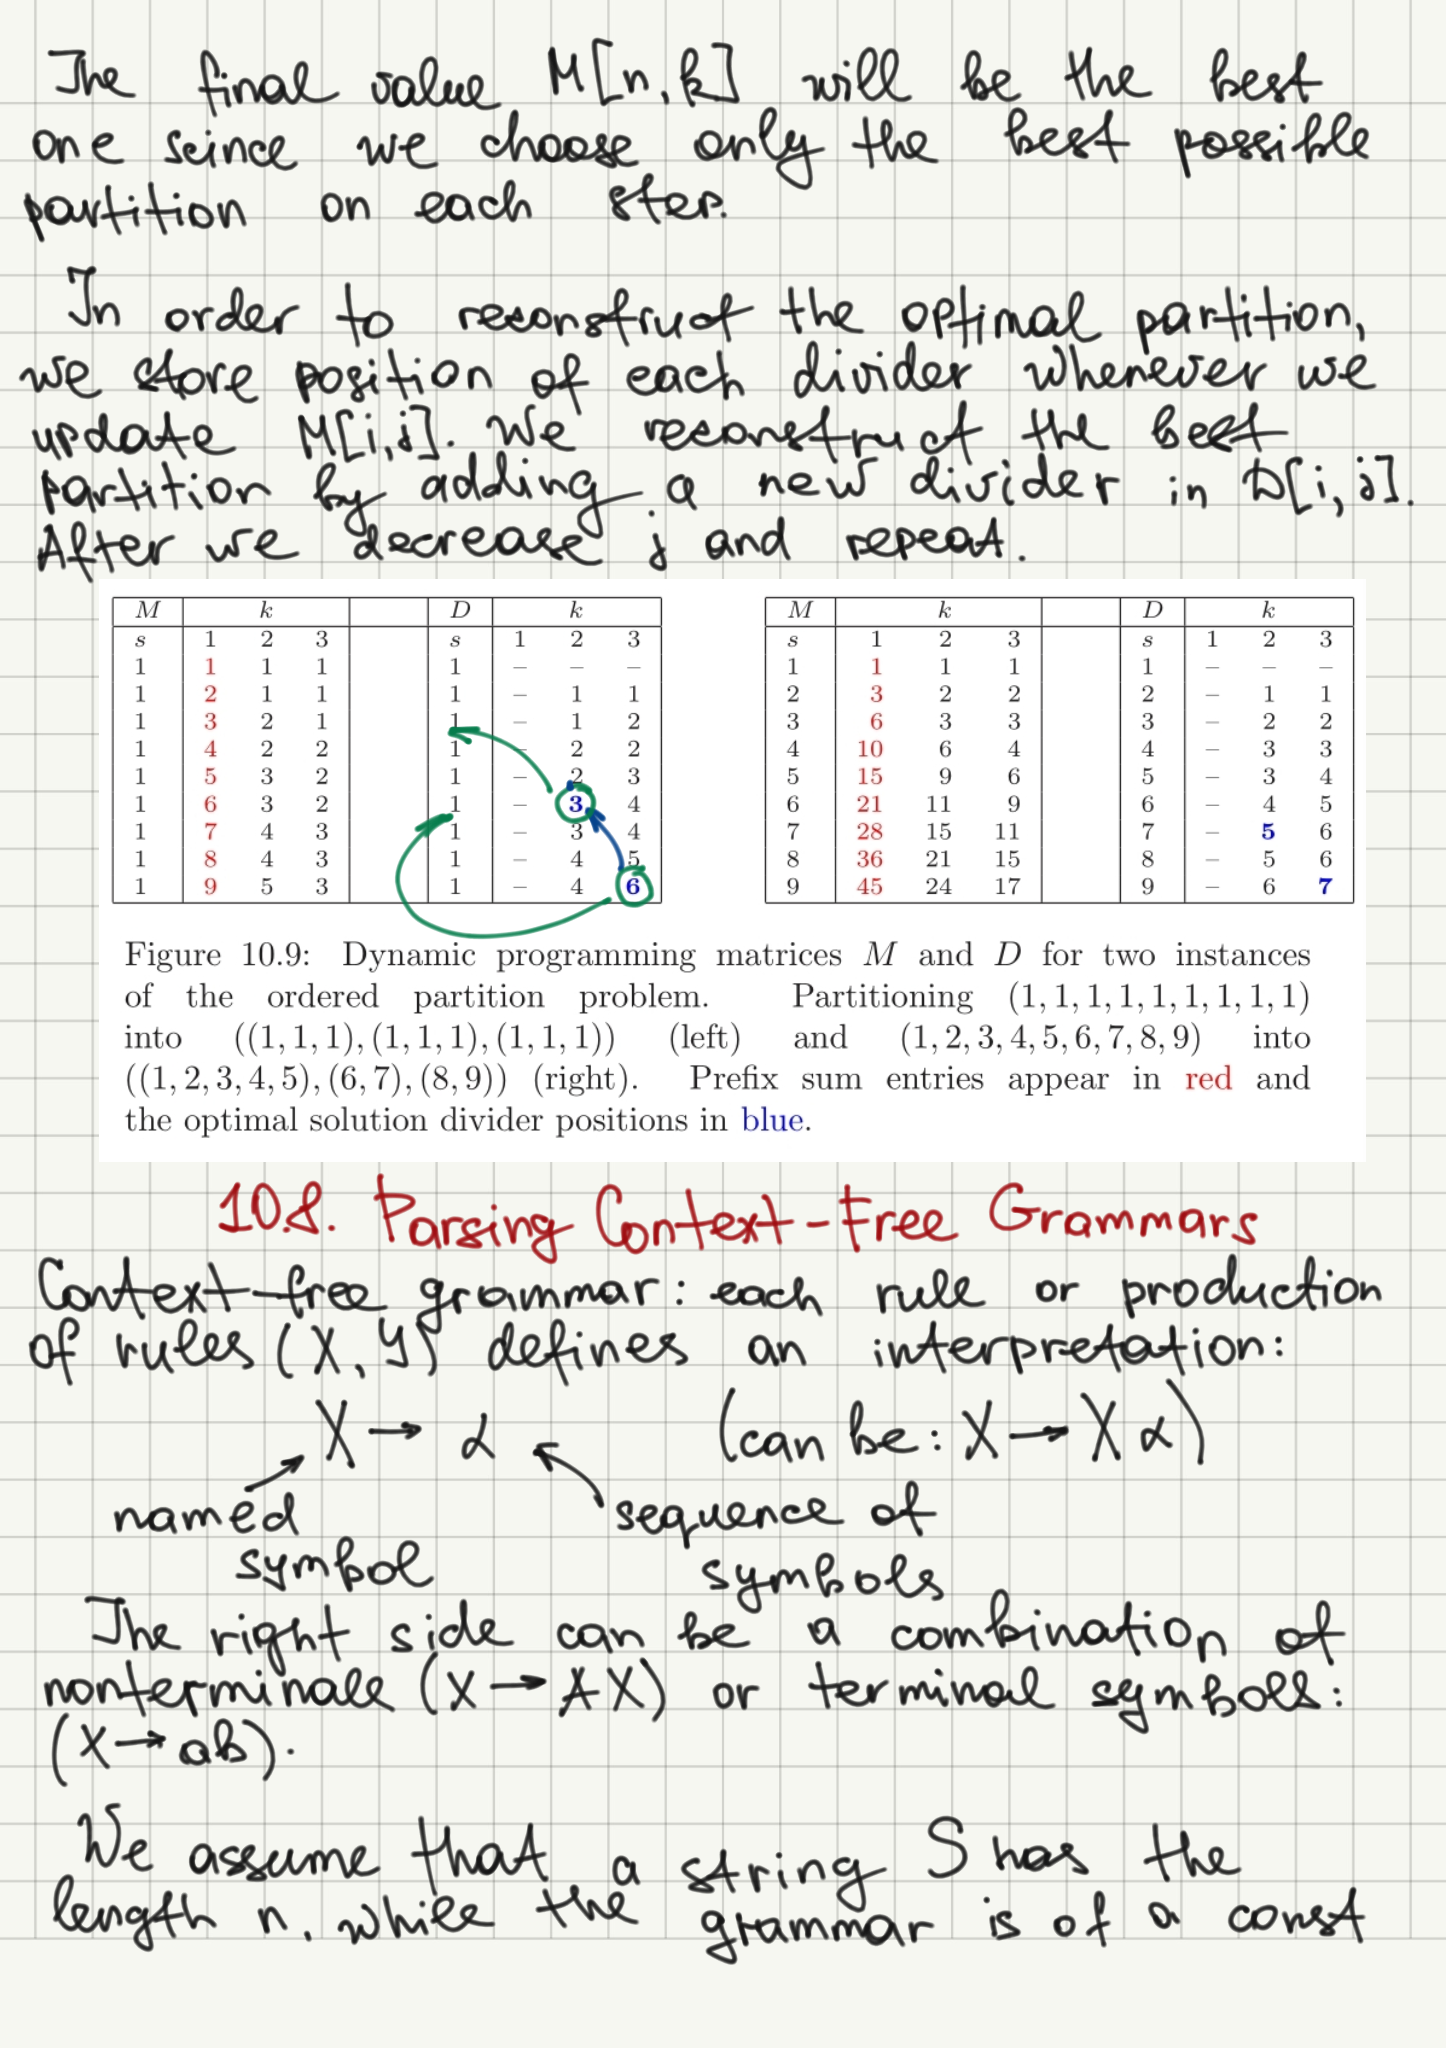 The final value M[n,k] will be the best
one scince we choose only the best possible
partition on each step.
In order to reconstruct the optimal partition,
we store position of each divider whenever we
update M[i,j]. We reconstruct the best
partition by adding a new divider in D[i,j].
After we decrease j and repeat.
M k D k
s 1 2 3 s 1 2 3
1 1 1 1 1 – – –
1 2 1 1 1 – 1 1
1 3 2 1 1 – 1 2
1 4 2 2 1 – 2 2
1 5 3 2 1 – 2 3
1 6 3 2 1 – 3 4
1 7 4 3 1 – 3 4
1 8 4 3 1 – 4 5
1 9 5 3 1 – 4 6
M k D k
s 1 2 3 s 1 2 3
1 1 1 1 1 – – –
2 3 2 2 2 – 1 1
3 6 3 3 3 – 2 2
4 10 6 4 4 – 3 3
5 15 9 6 5 – 3 4
6 21 11 9 6 – 4 5
7 28 15 11 7 – 5 6
8 36 21 15 8 – 5 6
9 45 24 17 9 – 6 7
Figure 10.9: Dynamic programming matrices M and D for two instances
of the ordered partition problem. Partitioning (1, 1, 1, 1, 1, 1, 1, 1, 1)
into ((1, 1, 1), (1, 1, 1), (1, 1, 1)) (left) and (1, 2, 3, 4, 5, 6, 7, 8, 9) into
((1, 2, 3, 4, 5), (6, 7), (8, 9)) (right). Prefix sum entries appear in red and
the optimal solution divider positions in blue.
10.8. Parsing Context-Free Grammars
Context-free grammar: each rule or production
of rules (X, Y) defines an interpretation:
X → α (can be: X → X α)
named sequence of
symbol symbols
The right side can be a combination of
nonterminals (X → AX) or terminal symbols:
(X → ab).
We assume that a string S has the
length n, while the grammar is of a const